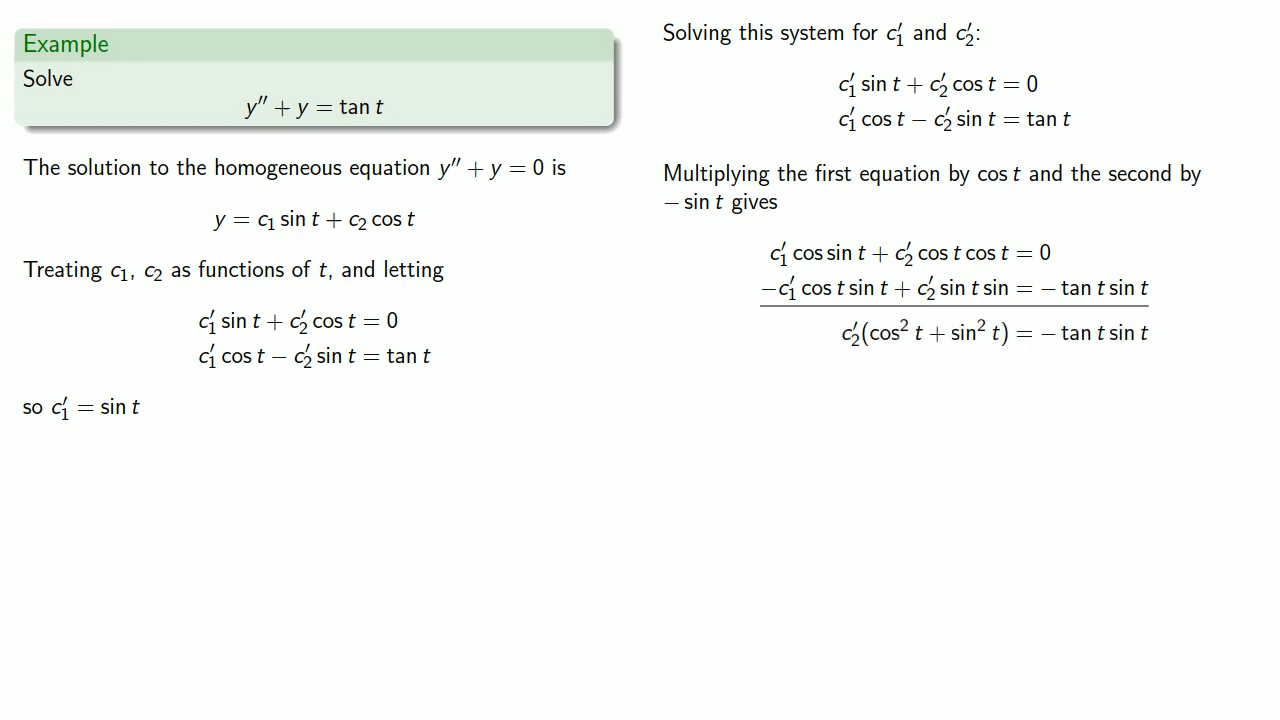 Example
Solve
y″ + y = tan t
The solution to the homogeneous equation y″ + y = 0 is
y = c₁ sin t + c₂ cos t
Treating c₁, c₂ as functions of t, and letting
c₁′ sin t + c₂′ cos t = 0
c₁′ cos t − c₂′ sin t = tan t
so c₁′ = sin t
Solving this system for c₁′ and c₂′:
c₁′ sin t + c₂′ cos t = 0
c₁′ cos t − c₂′ sin t = tan t
Multiplying the first equation by cos t and the second by
− sin t gives
c₁′ cos sin t + c₂′ cos t cos t = 0
−c₁′ cos t sin t + c₂′ sin t sin = − tan t sin t
c₂′(cos² t + sin² t) = − tan t sin t